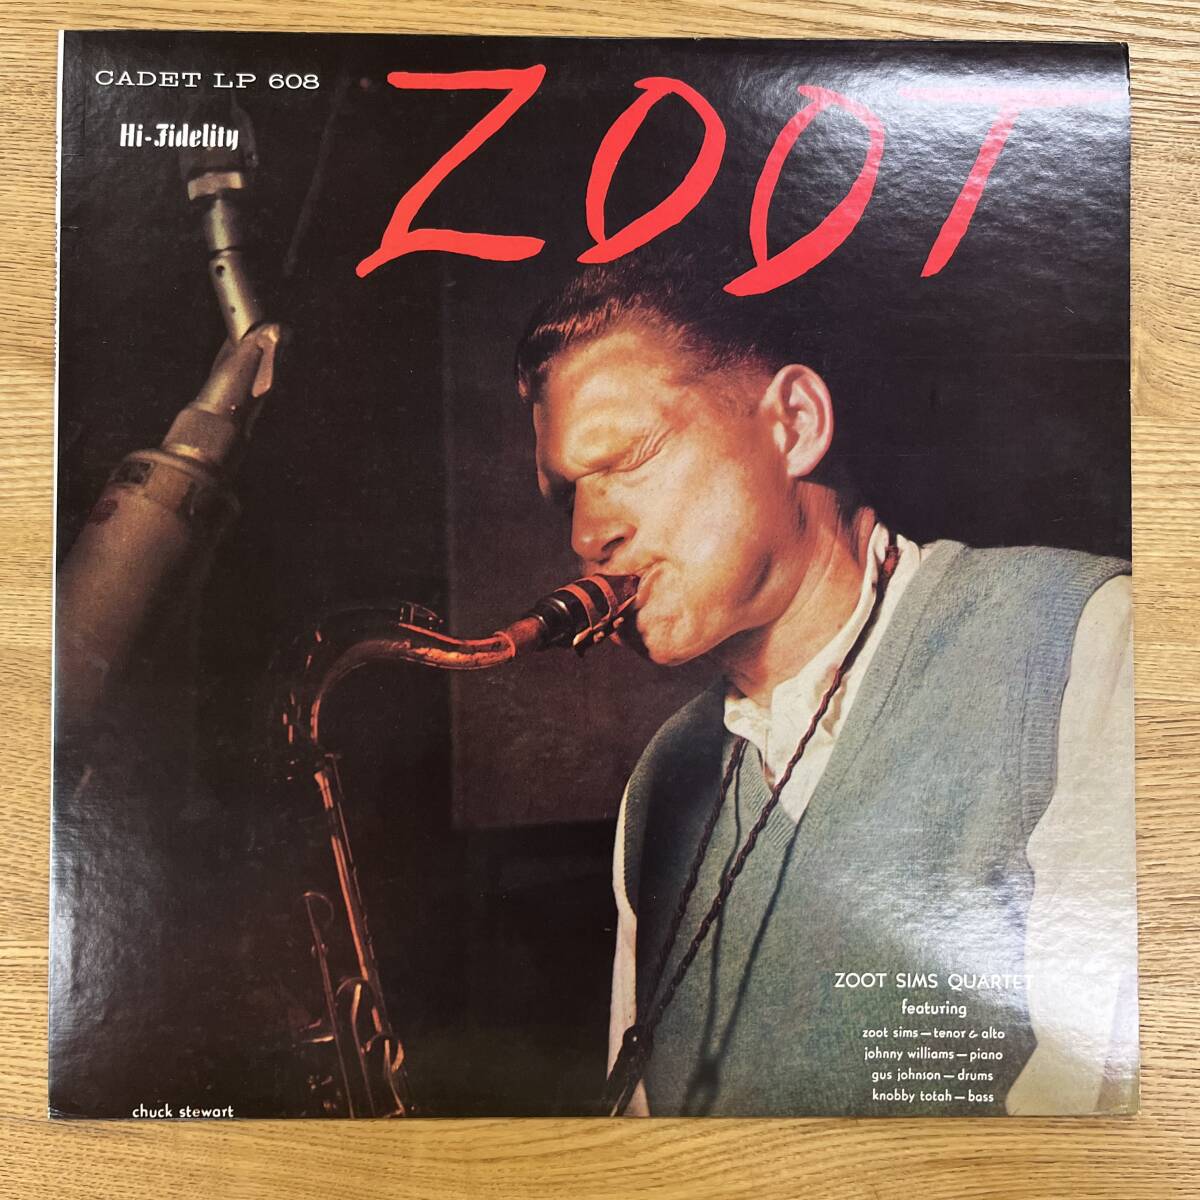 CADET LP 608
Hi-Fidelity
ZOOT
ZOOT SIMS QUARTET
featuring
zoot sims—tenor & alto
johnny williams—piano
gus johnson—drums
knobby totah—bass
chuck stewart